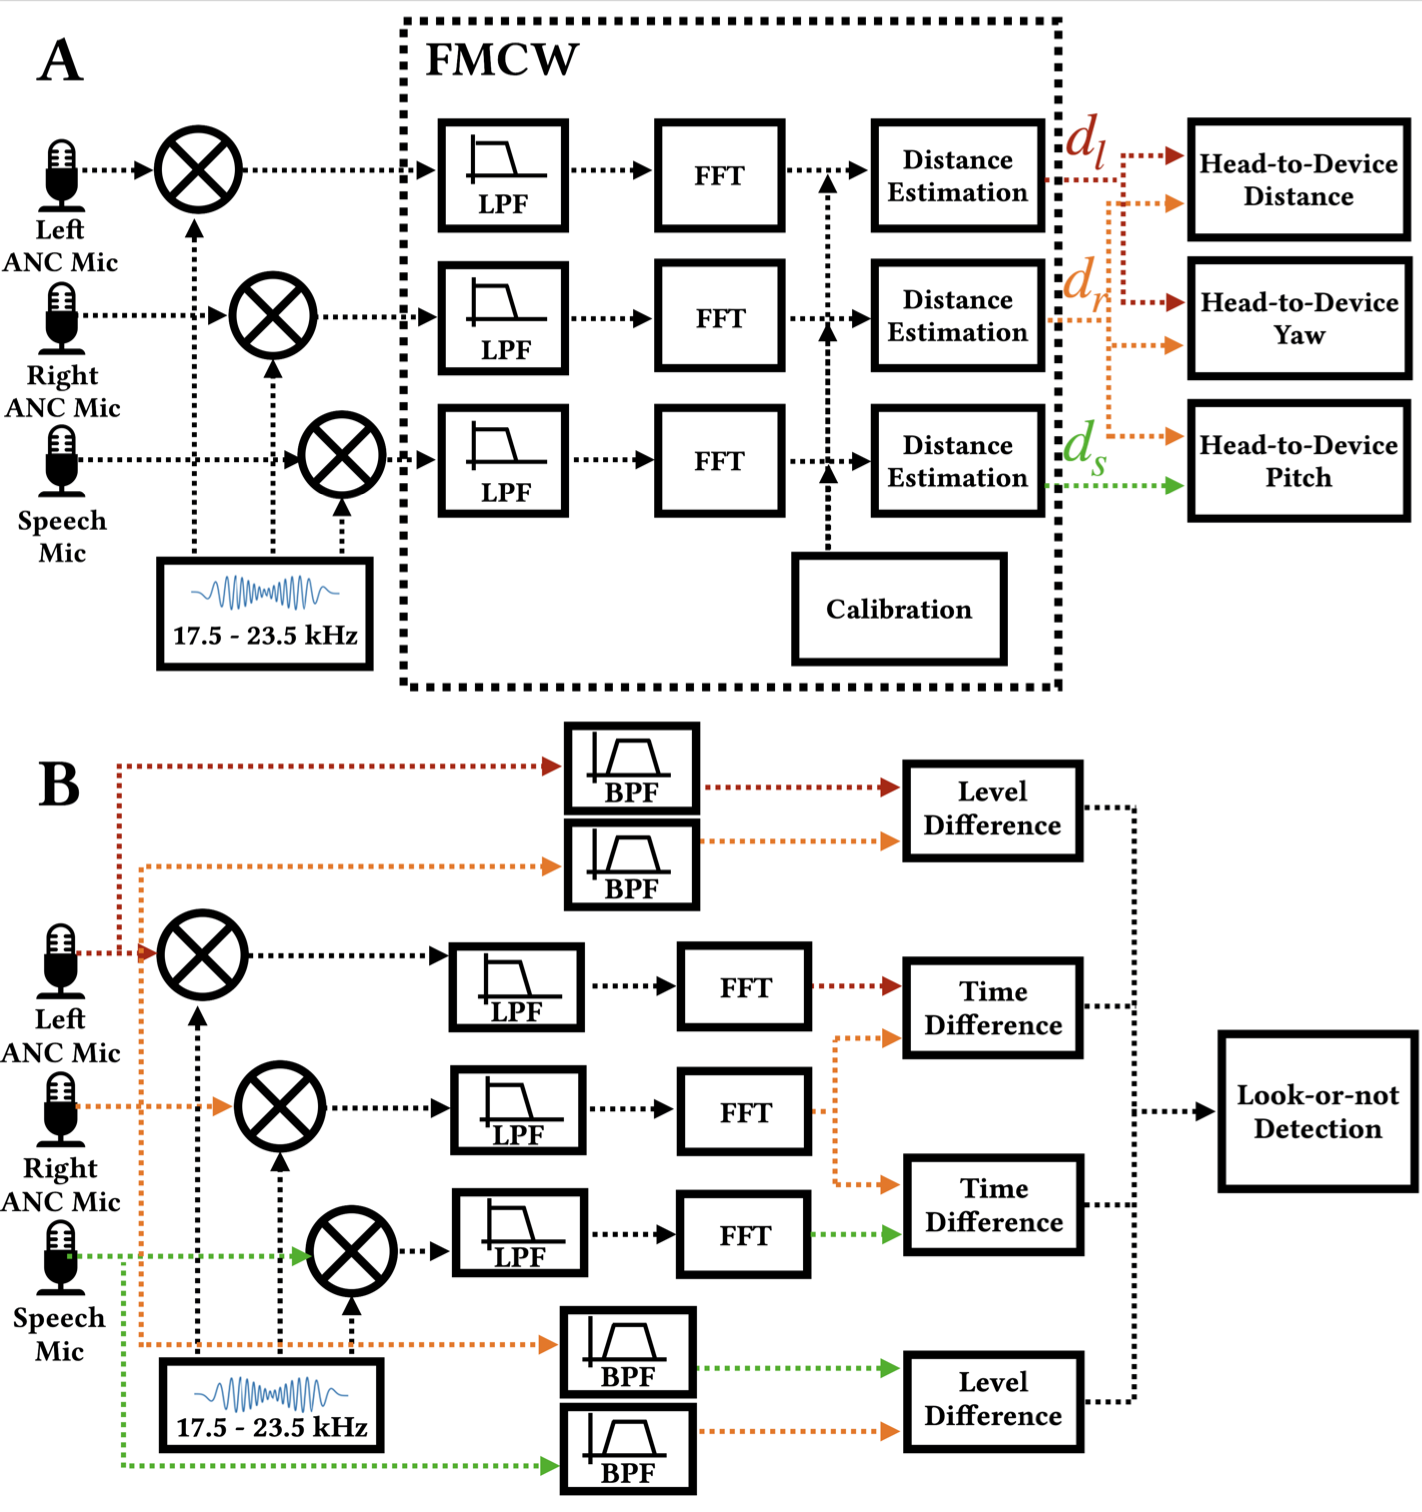 A
FMCW
Left
ANC Mic
LPF
FFT
Distance
Estimation
dl
Head-to-Device
Distance
Right
ANC Mic
LPF
FFT
Distance
Estimation
dr
Head-to-Device
Yaw
Speech
Mic
LPF
FFT
Distance
Estimation
ds
Head-to-Device
Pitch
17.5 - 23.5 kHz
Calibration
B
BPF
BPF
Level
Difference
Left
ANC Mic
LPF
FFT
Time
Difference
Right
ANC Mic
LPF
FFT
Look-or-not
Detection
Speech
Mic
LPF
FFT
Time
Difference
17.5 - 23.5 kHz
BPF
BPF
Level
Difference